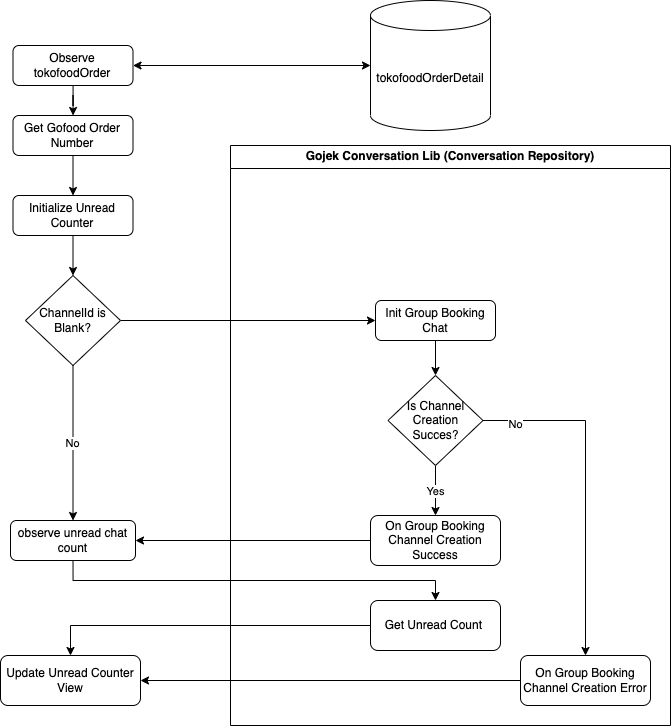 Observe
tokofoodOrder
tokofoodOrderDetail
Get Gofood Order
Number
Gojek Conversation Lib (Conversation Repository)
Initialize Unread
Counter
ChannelId is
Blank?
Init Group Booking
Chat
Is Channel
Creation
Succes?
No
No
Yes
observe unread chat
count
On Group Booking
Channel Creation
Success
Get Unread Count
Update Unread Counter
View
On Group Booking
Channel Creation Error